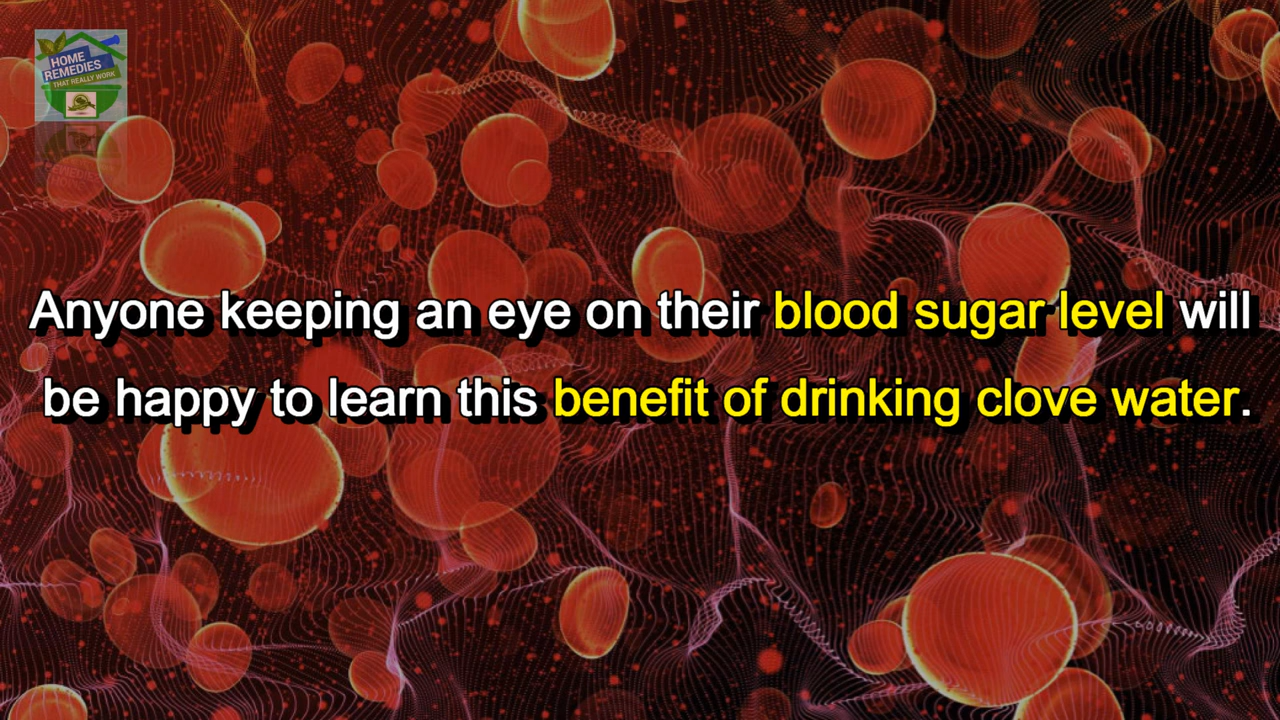 HOME
REMEDIES
THAT REALLY WORK
Anyone keeping an eye on their blood sugar level will
be happy to learn this benefit of drinking clove water.